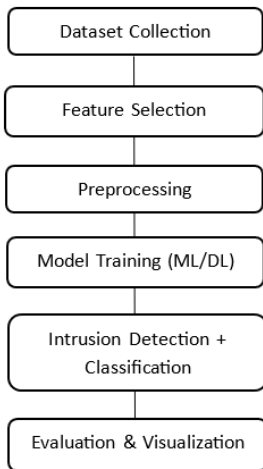 Dataset Collection
Feature Selection
Preprocessing
Model Training (ML/DL)
Intrusion Detection +
Classification
Evaluation & Visualization